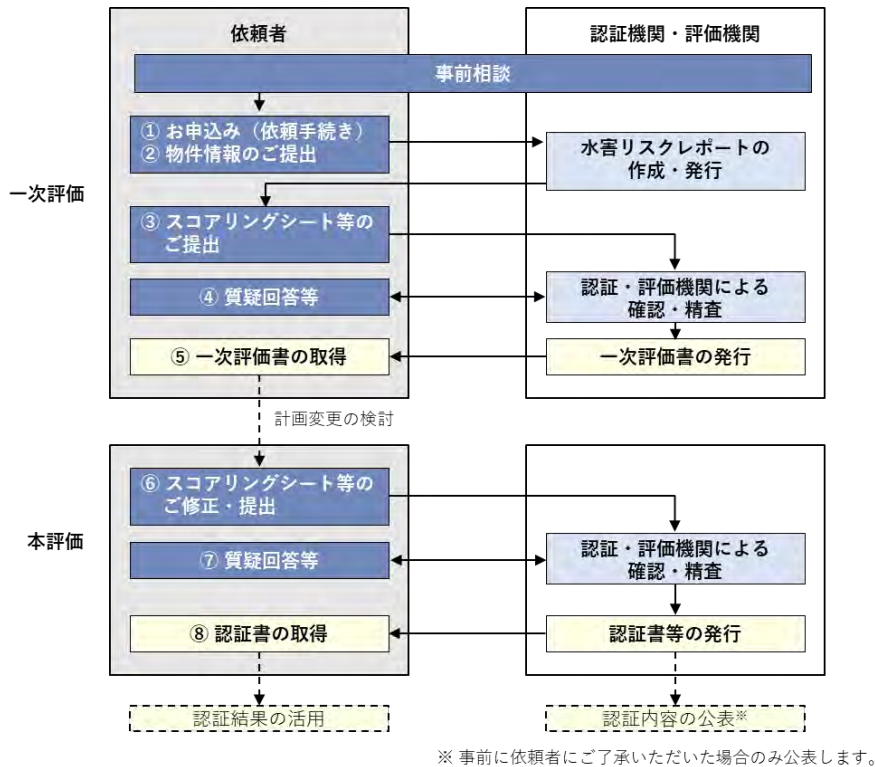 依頼者
認証機関・評価機関
事前相談
一次評価
① お申込み（依頼手続き）
② 物件情報のご提出
水害リスクレポートの
作成・発行
③ スコアリングシート等の
ご提出
④ 質疑回答等
認証・評価機関による
確認・精査
⑤ 一次評価書の取得
一次評価書の発行
計画変更の検討
本評価
⑥ スコアリングシート等の
ご修正・提出
⑦ 質疑回答等
認証・評価機関による
確認・精査
⑧ 認証書の取得
認証書等の発行
認証結果の活用
認証内容の公表※
※ 事前に依頼者にご了承いただいた場合のみ公表します。